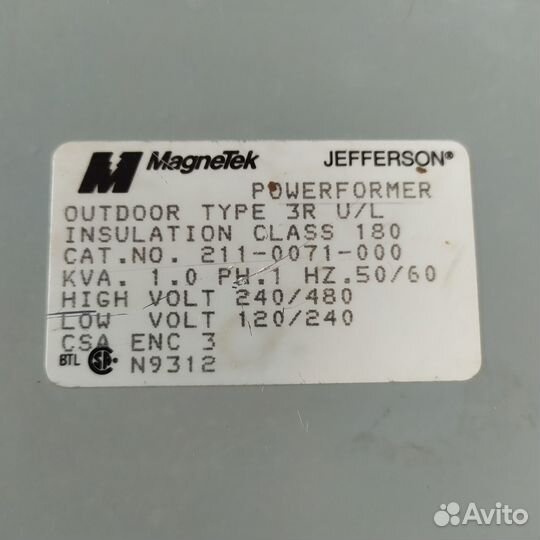 MagneTek JEFFERSON®
POWERFORMER
OUTDOOR TYPE 3R U/L
INSULATION CLASS 180
CAT.NO. 211-0071-000
KVA. 1.0 PH.1 HZ.50/60
HIGH VOLT 240/480
LOW VOLT 120/240
CSA ENC 3
BTL SA N9312
Avito